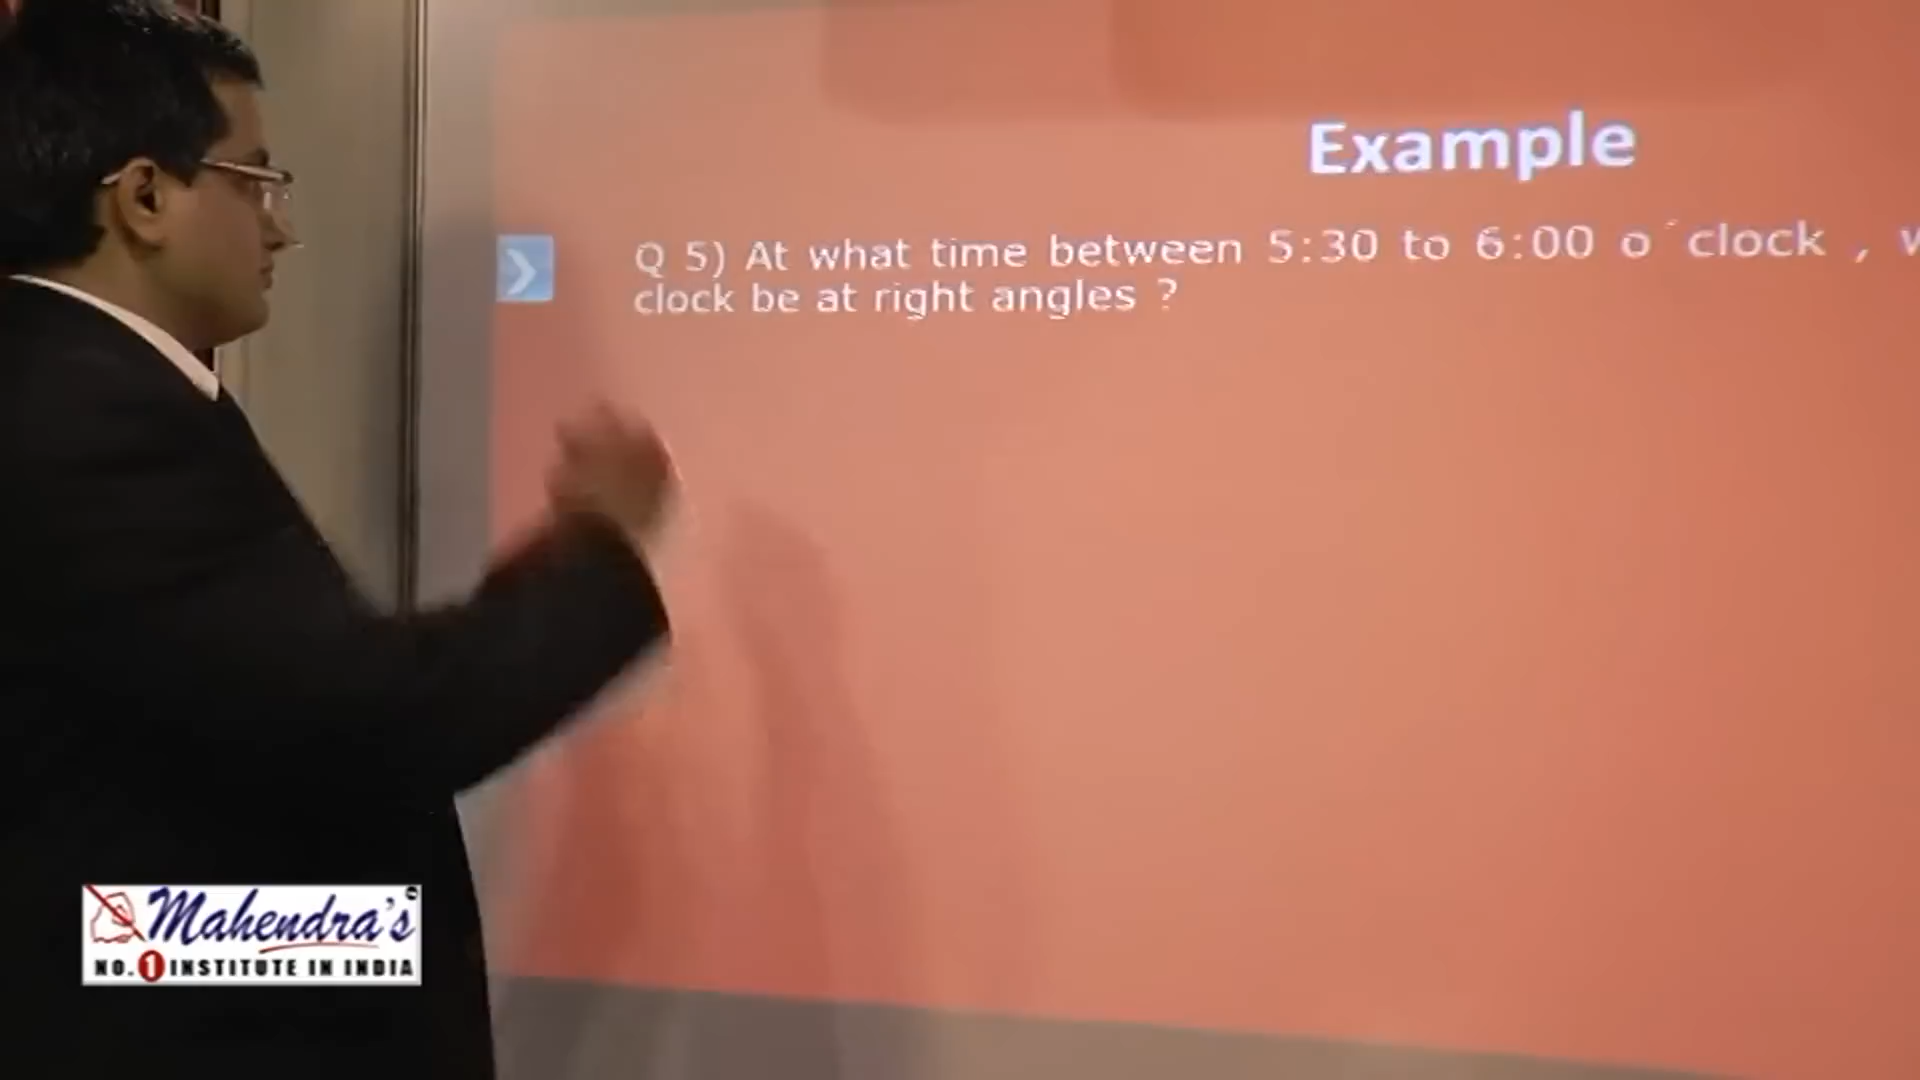 Example
Q 5) At what time between 5:30 to 6:00 o´clock ,
clock be at right angles ?
Mahendra's
NO. 1 INSTITUTE IN INDIA